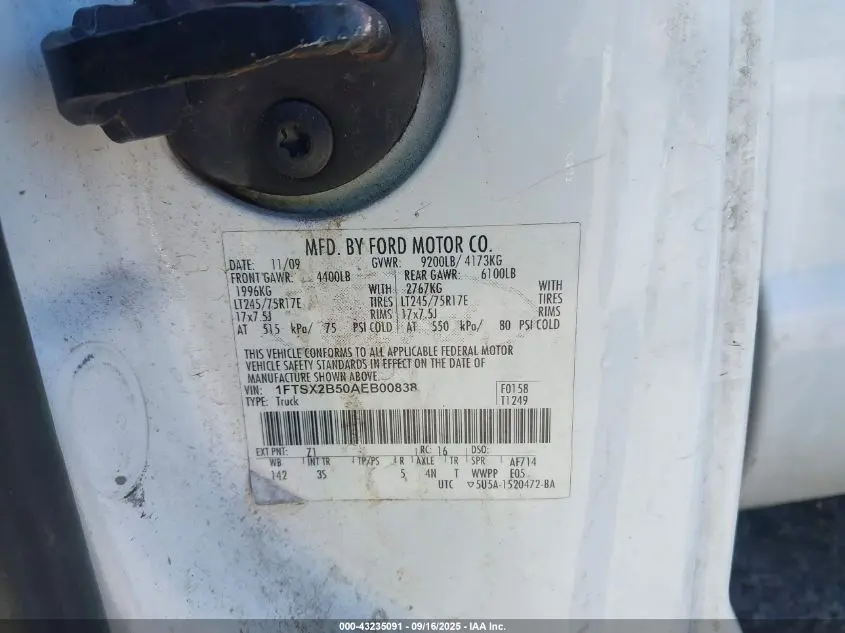 MFD. BY FORD MOTOR CO.
DATE: 11/09 GVWR: 9200LB/ 4173KG
FRONT GAWR: 4400LB REAR GAWR: 6100LB
1996KG WITH 2767KG WITH
LT245/75R17E TIRES LT245/75R17E TIRES
17x7.5J RIMS 17x7.5J RIMS
AT 515 kPa/ 75 PSI COLD AT 550 kPa/ 80 PSI COLD
THIS VEHICLE CONFORMS TO ALL APPLICABLE FEDERAL MOTOR
VEHICLE SAFETY STANDARDS IN EFFECT ON THE DATE OF
MANUFACTURE SHOWN ABOVE.
VIN: 1FTSX2B50AEB00838 F0158
TYPE: Truck T1249
EXT PNT: Z1 RC: 16 DSO:
WB INT TR TP/PS R AXLE TR SPR AF714
142 35 5 4N T WWPP E05
UTC ▽5U5A-1520472-BA
000-43235091 - 09/16/2025 - IAA Inc.